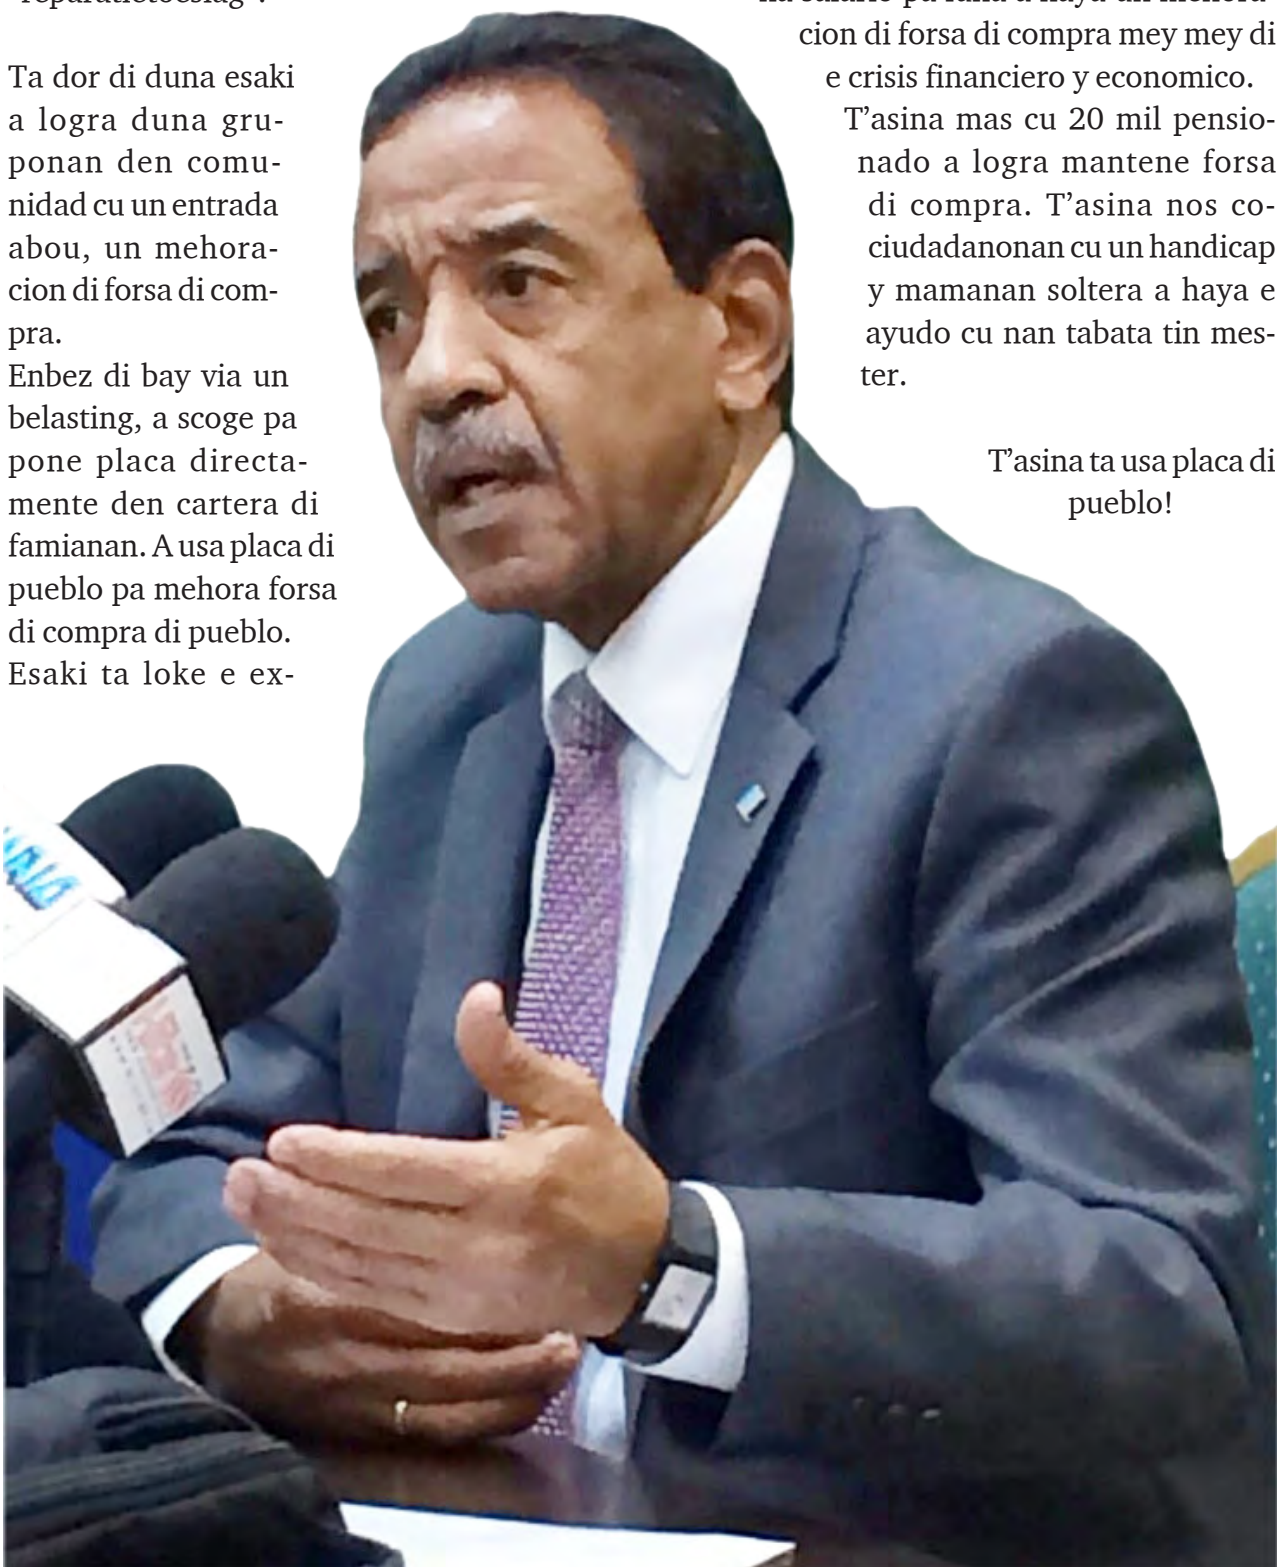 Ta dor di duna esaki
a logra duna gru-
ponan den comu-
nidad cu un entrada
abou, un mehora-
cion di forsa di com-
pra.
Enbez di bay via un
belasting, a scoge pa
pone placa directa-
mente den cartera di
famianan. A usa placa di
pueblo pa mehora forsa
di compra di pueblo.
Esaki ta loke e ex-
cion di forsa di compra mey mey di
e crisis financiero y economico.
T'asina mas cu 20 mil pensio-
nado a logra mantene forsa
di compra. T'asina nos co-
ciudadanonan cu un handicap
y mamanan soltera a haya e
ayudo cu nan tabata tin mes-
ter.
T'asina ta usa placa di
pueblo!